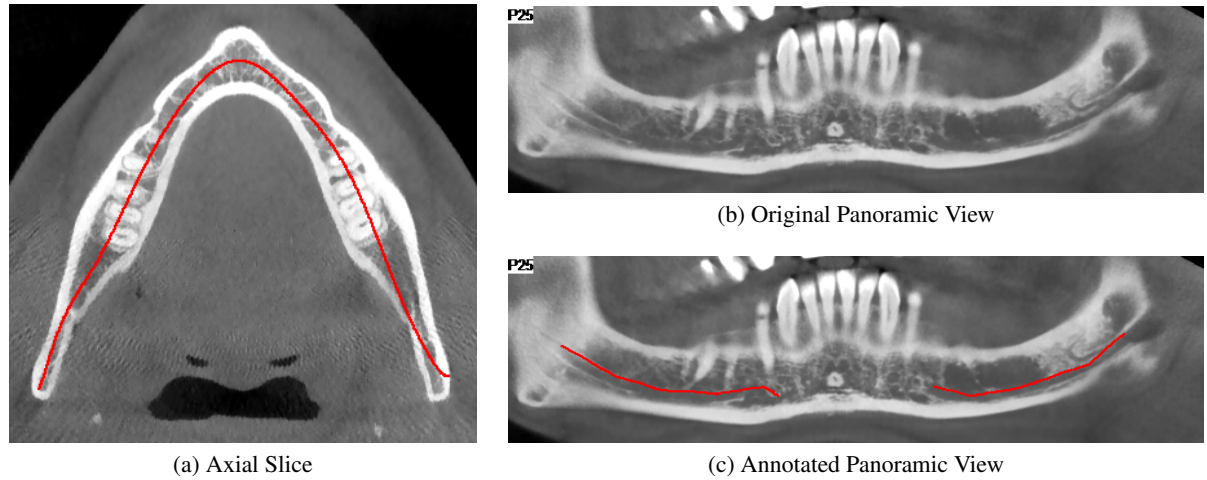 P25
(b) Original Panoramic View
P25
(a) Axial Slice
(c) Annotated Panoramic View